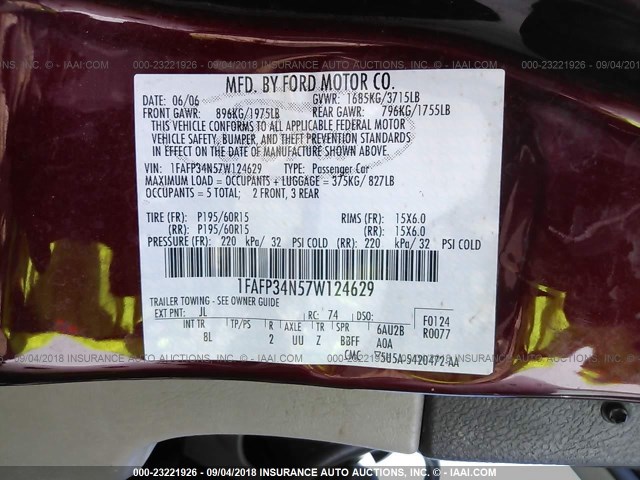 000-23221926 - 09/04/2018 INSURANCE AUTO AUCTIONS, INC. © - IAAI.COM
MFD. BY FORD MOTOR CO.
DATE: 06/06 GVWR: 1685KG/3715LB
FRONT GAWR: 896KG/1975LB REAR GAWR: 796KG/1755LB
THIS VEHICLE CONFORMS TO ALL APPLICABLE FEDERAL MOTOR
VEHICLE SAFETY, BUMPER, AND THEFT PREVENTION STANDARDS
IN EFFECT ON THE DATE OF MANUFACTURE SHOWN ABOVE.
VIN: 1FAFP34N57W124629 TYPE: Passenger Car
MAXIMUM LOAD = OCCUPANTS + LUGGAGE = 375KG/ 827LB
OCCUPANTS = 5 TOTAL; 2 FRONT, 3 REAR
TIRE (FR): P195/60R15 RIMS (FR): 15X6.0
(RR): P195/60R15 (RR): 15X6.0
PRESSURE (FR): 220 kPa/ 32 PSI COLD (RR): 220 kPa/ 32 PSI COLD
1FAFP34N57W124629
TRAILER TOWING - SEE OWNER GUIDE
EXT PNT: JL RC: 74 DSO: F0124
INT TR TP/PS R AXLE TR SPR 6AU2B R0077
8L 2 UU Z BBFF A0A
CMC 5U5A-5420472-AA
000-23221926 - 09/04/2018 INSURANCE AUTO AUCTIONS, INC. © - IAAI.COM